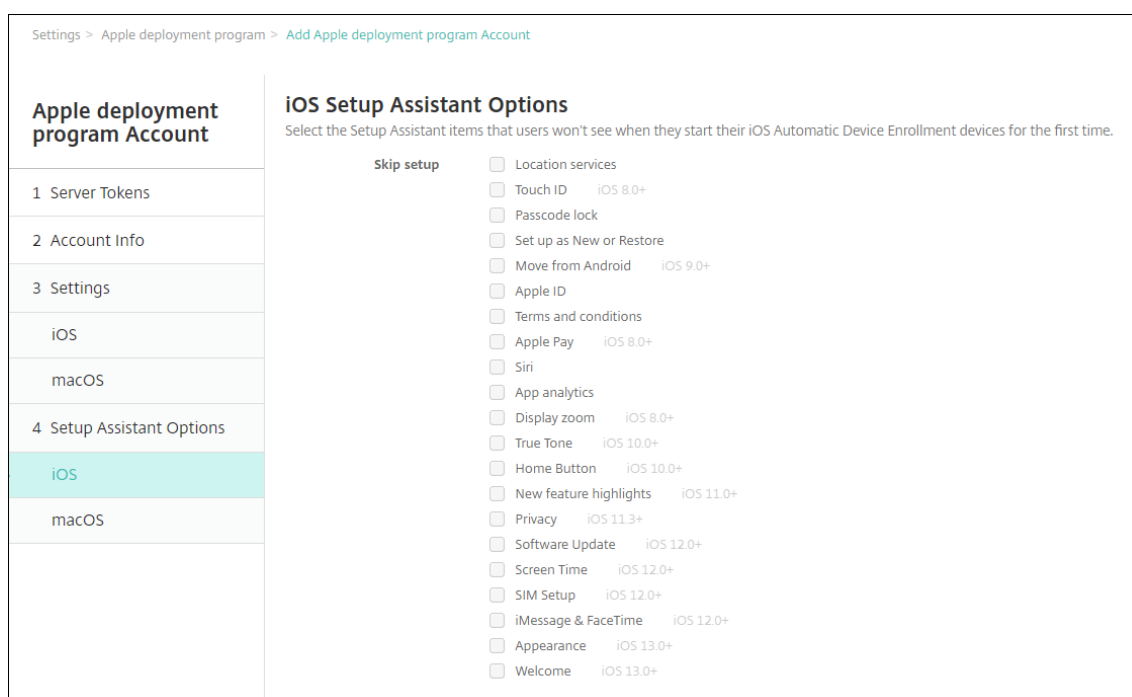 Settings > Apple deployment program > Add Apple deployment program Account
Apple deployment
program Account
1 Server Tokens
2 Account Info
3 Settings
iOS
macOS
4 Setup Assistant Options
iOS
macOS
iOS Setup Assistant Options
Select the Setup Assistant items that users won't see when they start their iOS Automatic Device Enrollment devices for the first time.
Skip setup
Location services
Touch ID iOS 8.0+
Passcode lock
Set up as New or Restore
Move from Android iOS 9.0+
Apple ID
Terms and conditions
Apple Pay iOS 8.0+
Siri
App analytics
Display zoom iOS 8.0+
True Tone iOS 10.0+
Home Button iOS 10.0+
New feature highlights iOS 11.0+
Privacy iOS 11.3+
Software Update iOS 12.0+
Screen Time iOS 12.0+
SIM Setup iOS 12.0+
iMessage & FaceTime iOS 12.0+
Appearance iOS 13.0+
Welcome iOS 13.0+